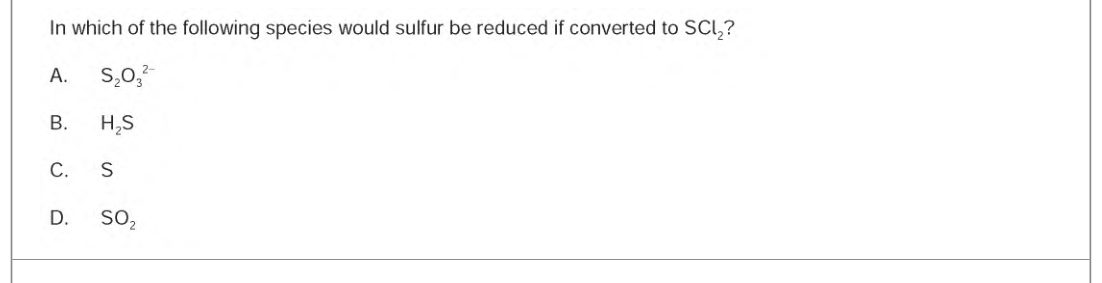 In which of the following species would sulfur be reduced if converted to SCl₂?
A. S₂O₃²⁻
B. H₂S
C. S
D. SO₂